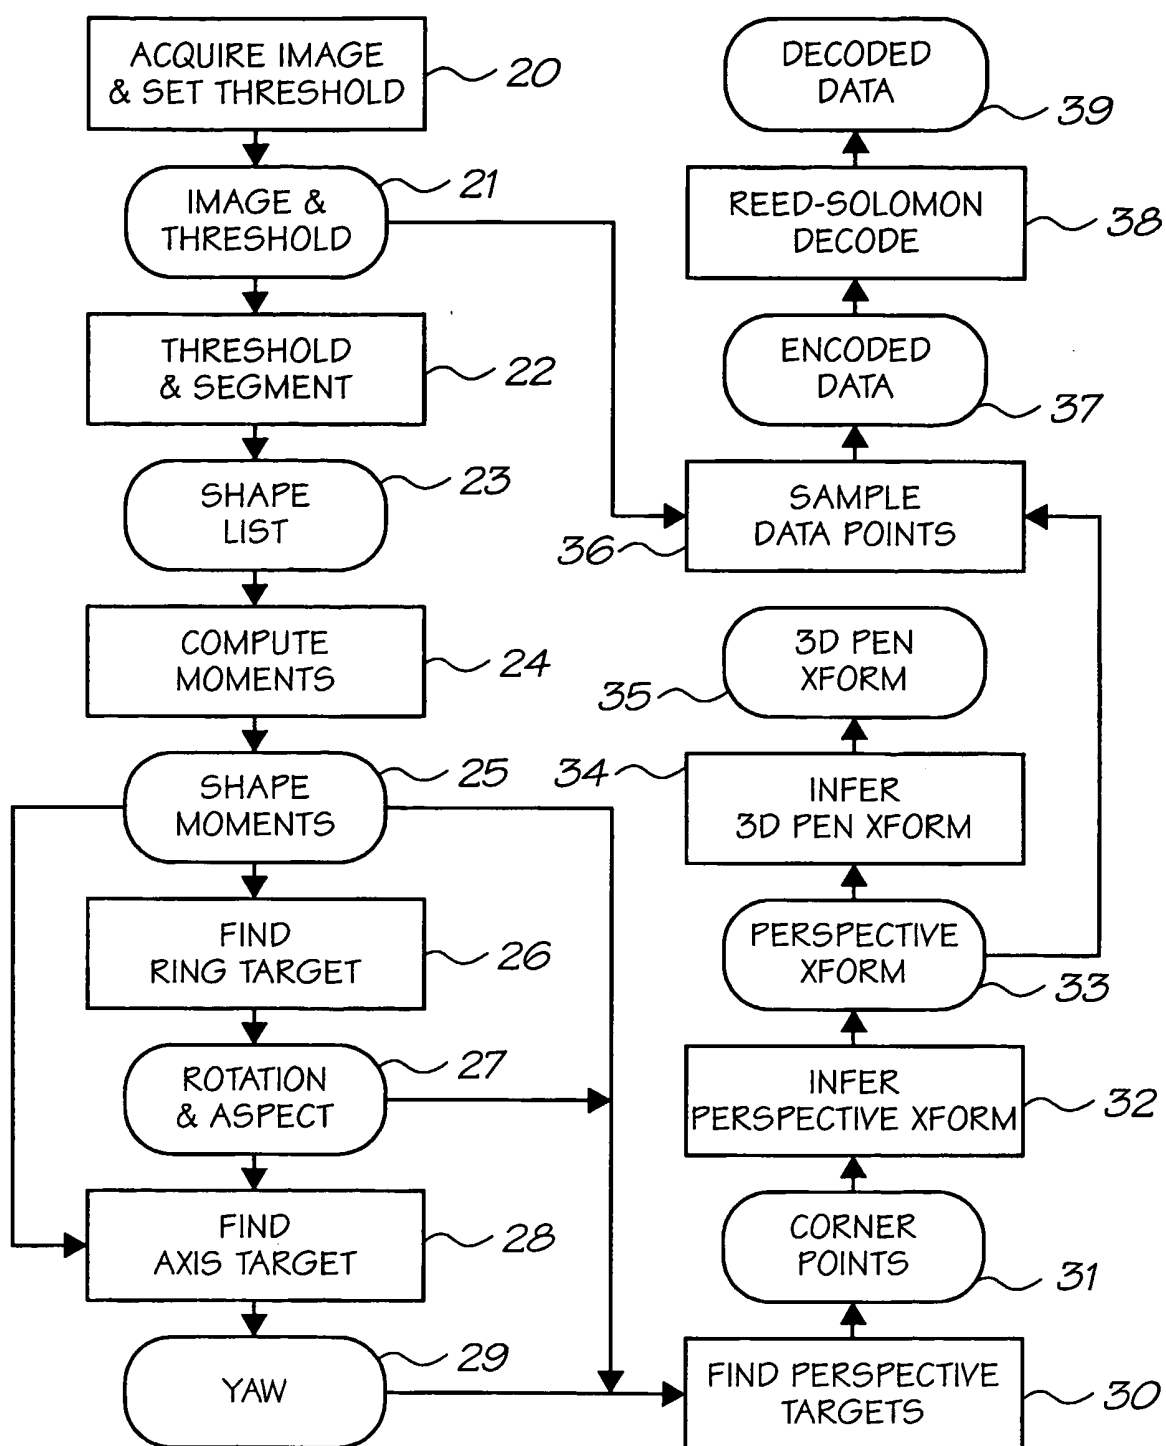 ACQUIRE IMAGE
& SET THRESHOLD
20
IMAGE &
THRESHOLD
21
THRESHOLD
& SEGMENT
22
SHAPE
LIST
23
COMPUTE
MOMENTS
24
SHAPE
MOMENTS
25
FIND
RING TARGET
26
ROTATION
& ASPECT
27
FIND
AXIS TARGET
28
YAW
29
DECODED
DATA
39
REED-SOLOMON
DECODE
38
ENCODED
DATA
37
SAMPLE
DATA POINTS
36
3D PEN
XFORM
35
34
INFER
3D PEN XFORM
PERSPECTIVE
XFORM
33
INFER
PERSPECTIVE XFORM
32
CORNER
POINTS
31
FIND PERSPECTIVE
TARGETS
30